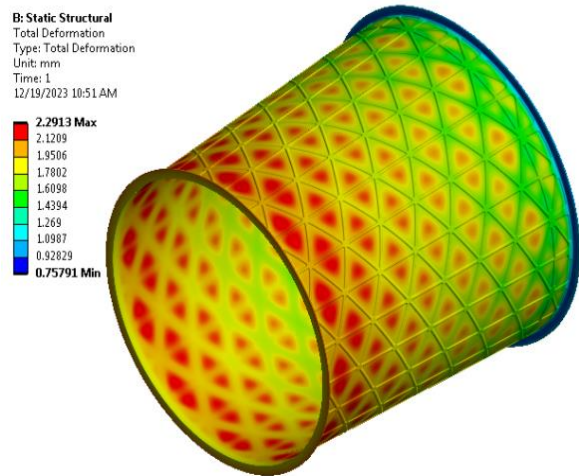 B: Static Structural
Total Deformation
Type: Total Deformation
Unit: mm
Time: 1
12/19/2023 10:51 AM
2.2913 Max
2.1209
1.9506
1.7802
1.6098
1.4394
1.269
1.0987
0.92829
0.75791 Min